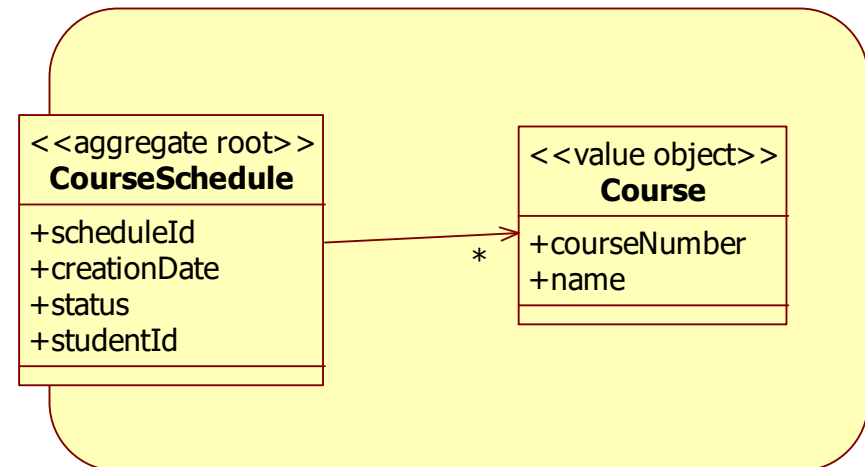 <<aggregate root>>
CourseSchedule
+scheduleId
+creationDate
+status
+studentId
*
<<value object>>
Course
+courseNumber
+name